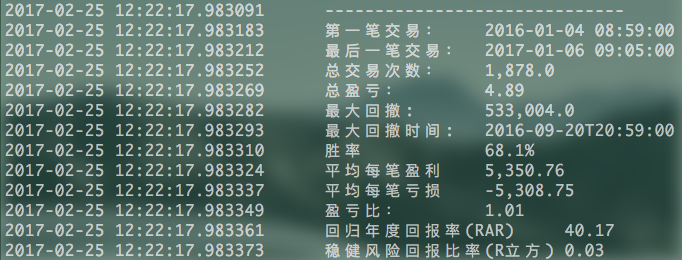 2017-02-25 12:22:17.983091 ------------------------------
2017-02-25 12:22:17.983183 第一笔交易： 2016-01-04 08:59:00
2017-02-25 12:22:17.983212 最后一笔交易： 2017-01-06 09:05:00
2017-02-25 12:22:17.983252 总交易次数： 1,878.0
2017-02-25 12:22:17.983269 总盈亏： 4.89
2017-02-25 12:22:17.983282 最大回撤: 533,004.0
2017-02-25 12:22:17.983293 最大回撤时间: 2016-09-20T20:59:00
2017-02-25 12:22:17.983310 胜率 68.1%
2017-02-25 12:22:17.983324 平均每笔盈利 5,350.76
2017-02-25 12:22:17.983337 平均每笔亏损 -5,308.75
2017-02-25 12:22:17.983349 盈亏比： 1.01
2017-02-25 12:22:17.983361 回归年度回报率(RAR) 40.17
2017-02-25 12:22:17.983373 稳健风险回报比率(R立方) 0.03